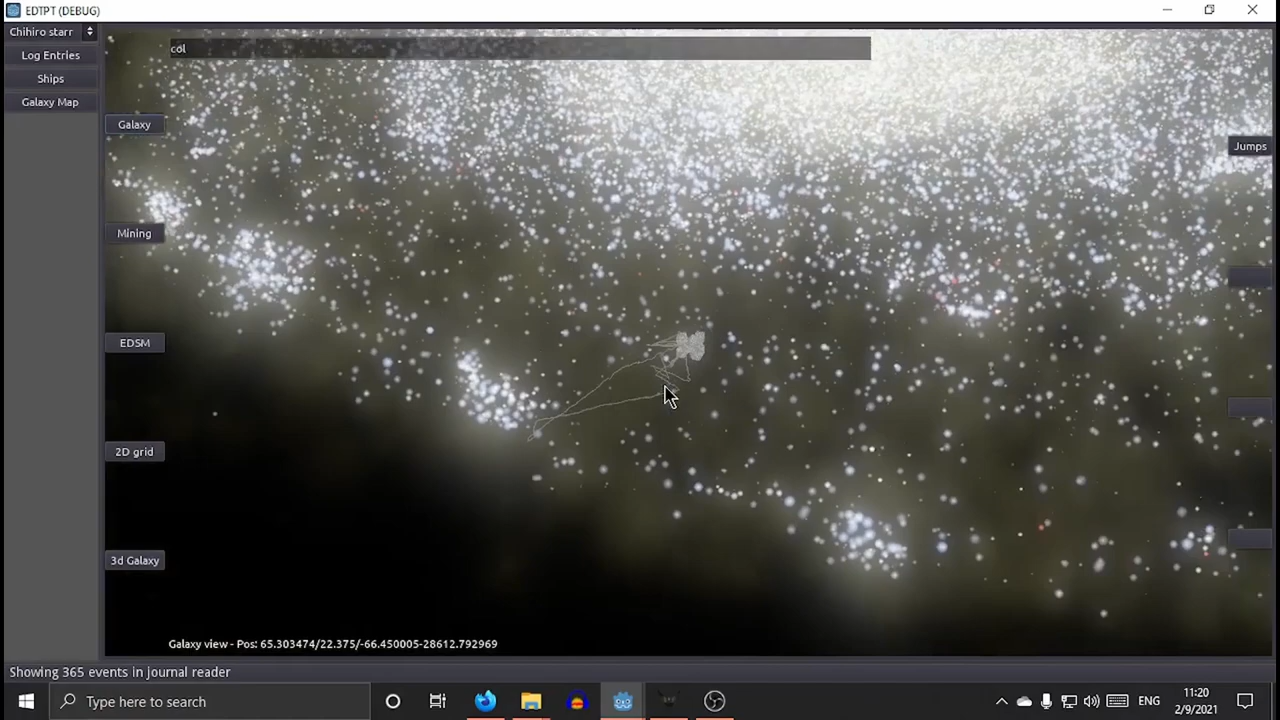 EDTPT (DEBUG)
Chihiro starr
Log Entries
Ships
Galaxy Map
col
Galaxy
Mining
EDSM
2D grid
3d Galaxy
Jumps
Galaxy view - Pos: 65.303474/22.375/-66.450005-28612.792969
Showing 365 events in journal reader
Type here to search
ENG
11:20
2/9/2021